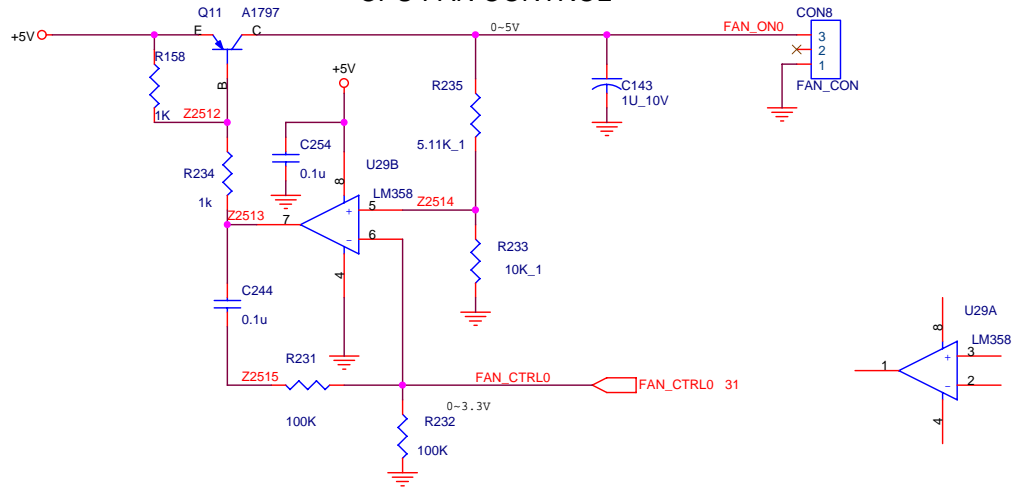 Q11 A1797 CON8
+5V E C 0~5V FAN_ON0 3
2
1
R158 B +5V R235 C143
1U_10V FAN_CON
1K Z2512
C254 5.11K_1
R234 0.1u U29B
1k 8 LM358
Z2513 7 + 5 Z2514
- 6 R233
4 10K_1
C244
0.1u
U29A
8 LM358
1 + 3
- 2
4
R231
Z2515 FAN_CTRL0 FAN_CTRL0 31
0~3.3V
100K R232
100K